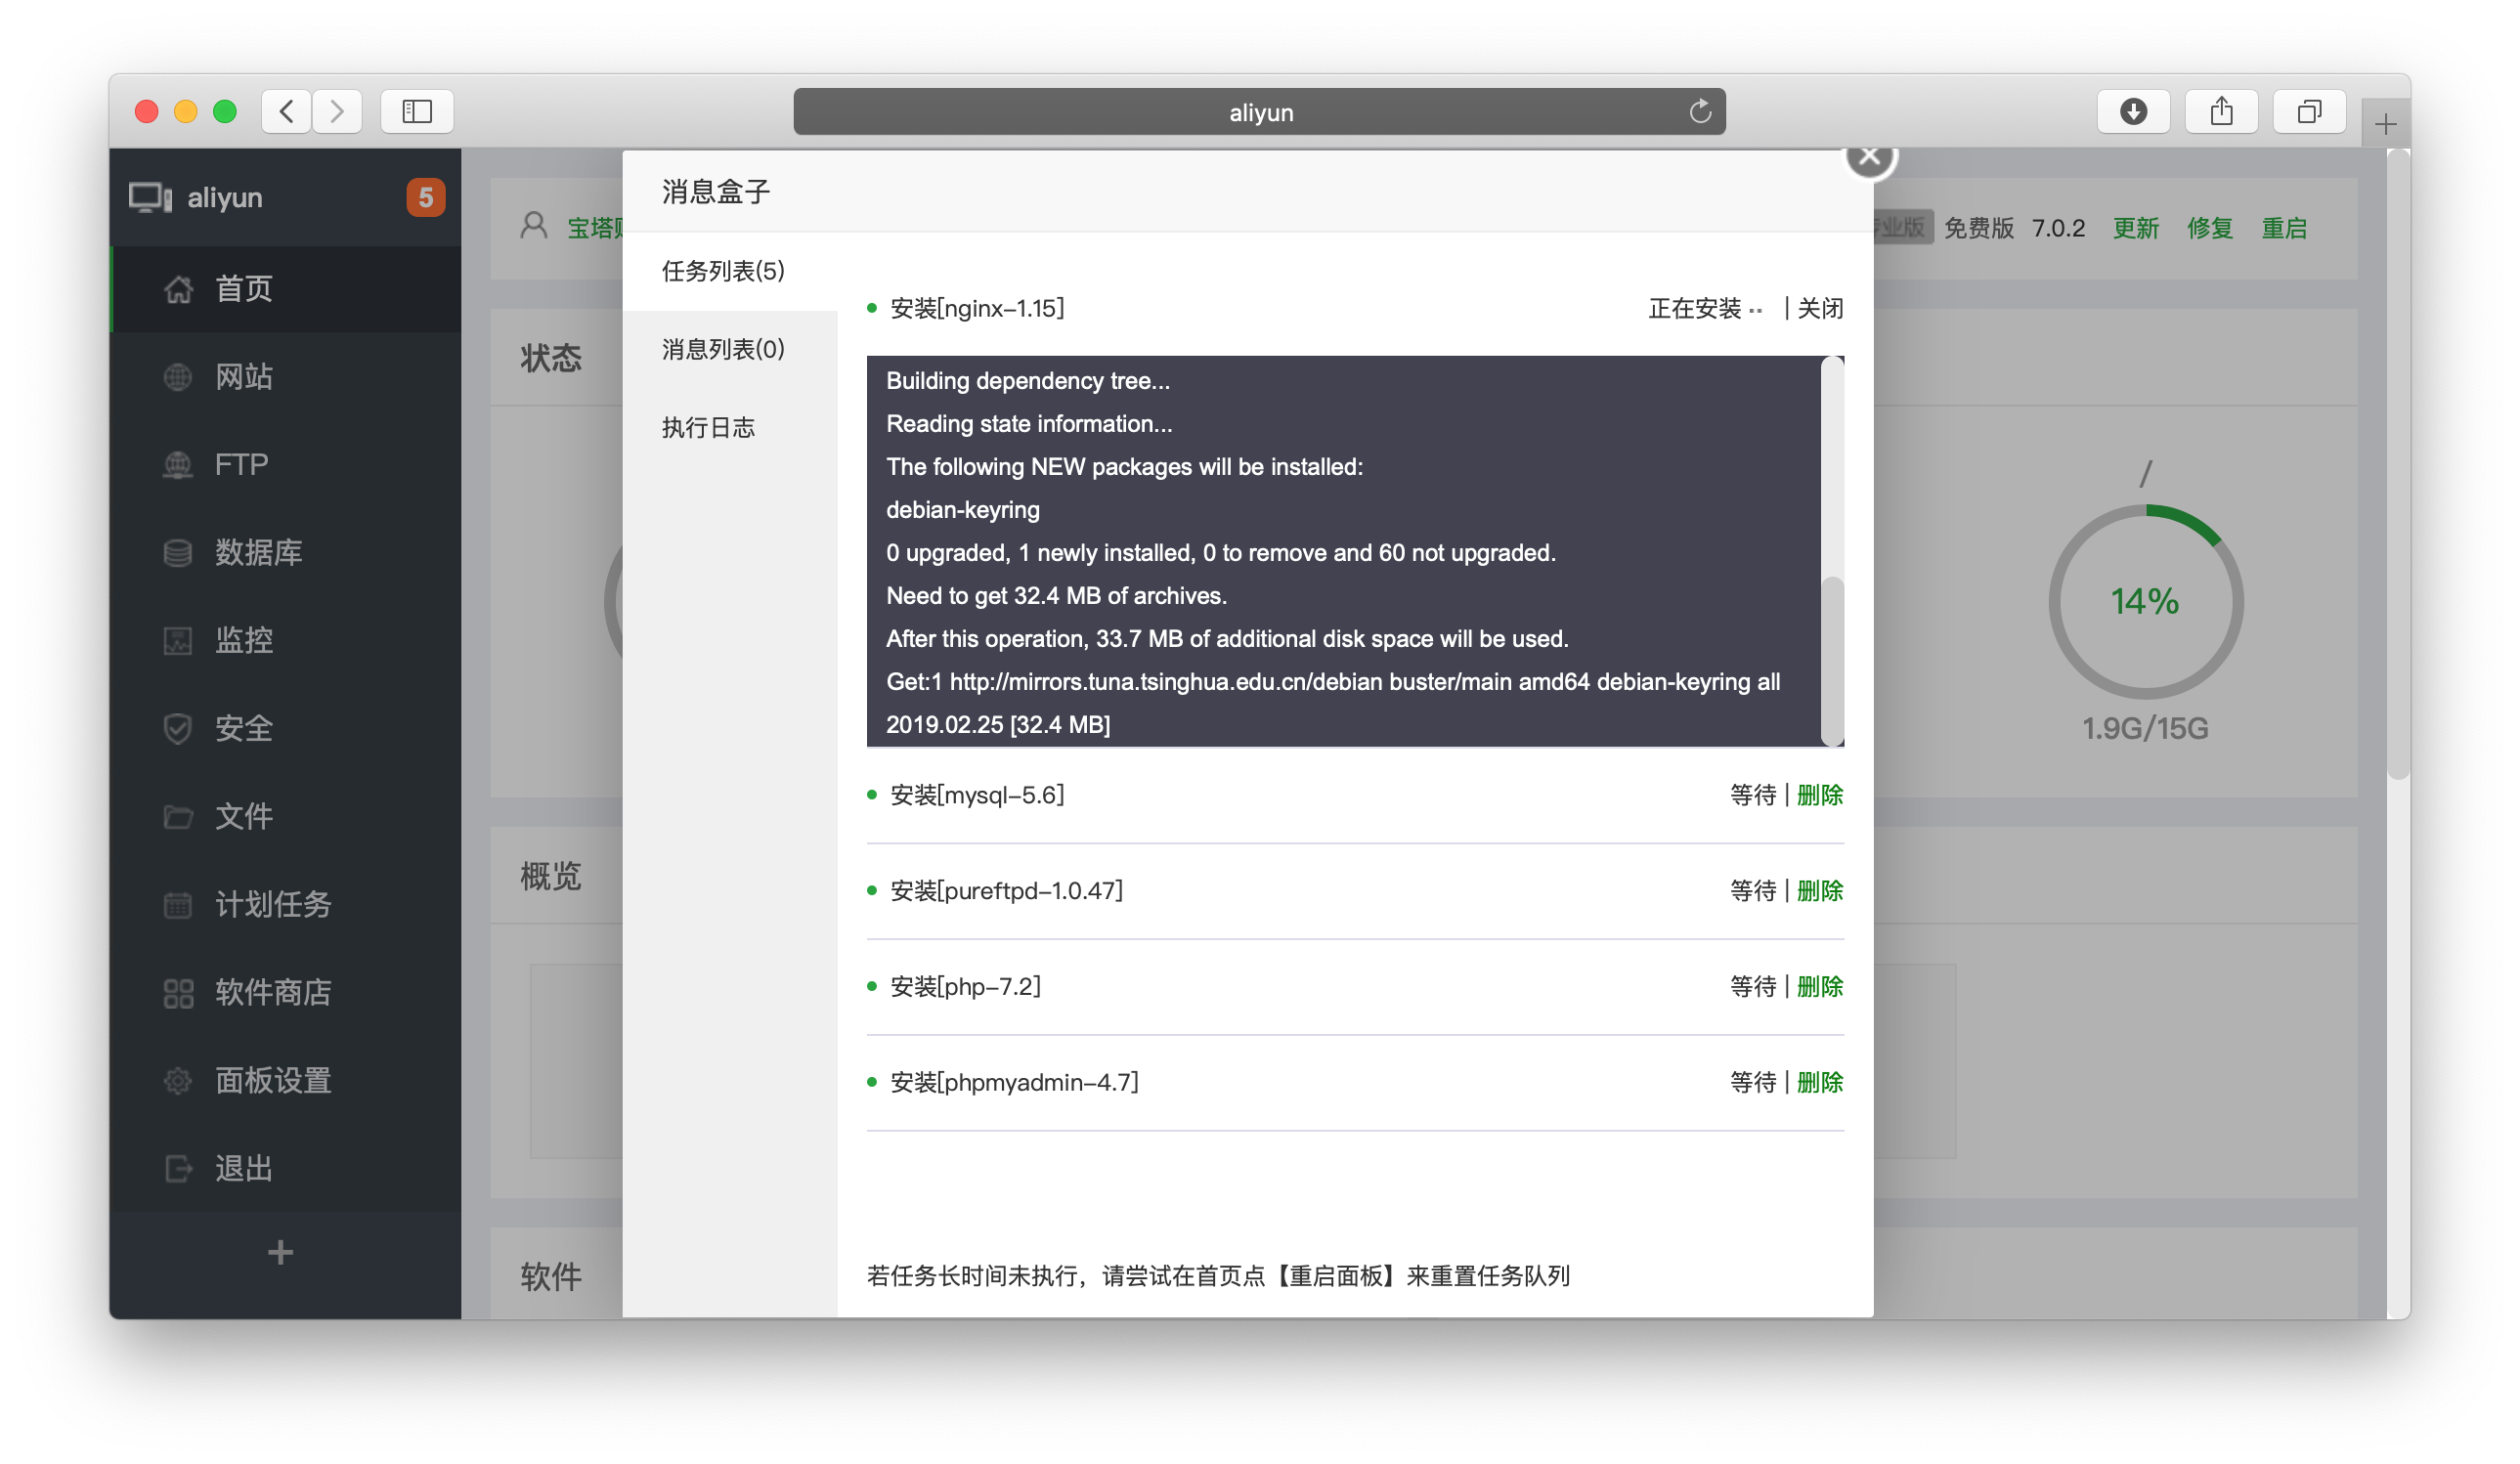 aliyun
aliyun
5
首页
网站
FTP
数据库
监控
安全
文件
计划任务
软件商店
面板设置
退出
宝塔
免费版 7.0.2 更新 修复 重启
状态
/
14%
1.9G/15G
概览
软件
消息盒子
任务列表(5)
消息列表(0)
执行日志
安装[nginx-1.15] 正在安装 | 关闭
Building dependency tree...
Reading state information...
The following NEW packages will be installed:
debian-keyring
0 upgraded, 1 newly installed, 0 to remove and 60 not upgraded.
Need to get 32.4 MB of archives.
After this operation, 33.7 MB of additional disk space will be used.
Get:1 http://mirrors.tuna.tsinghua.edu.cn/debian buster/main amd64 debian-keyring all
2019.02.25 [32.4 MB]
安装[mysql-5.6] 等待 | 删除
安装[pureftpd-1.0.47] 等待 | 删除
安装[php-7.2] 等待 | 删除
安装[phpmyadmin-4.7] 等待 | 删除
若任务长时间未执行，请尝试在首页点【重启面板】来重置任务队列